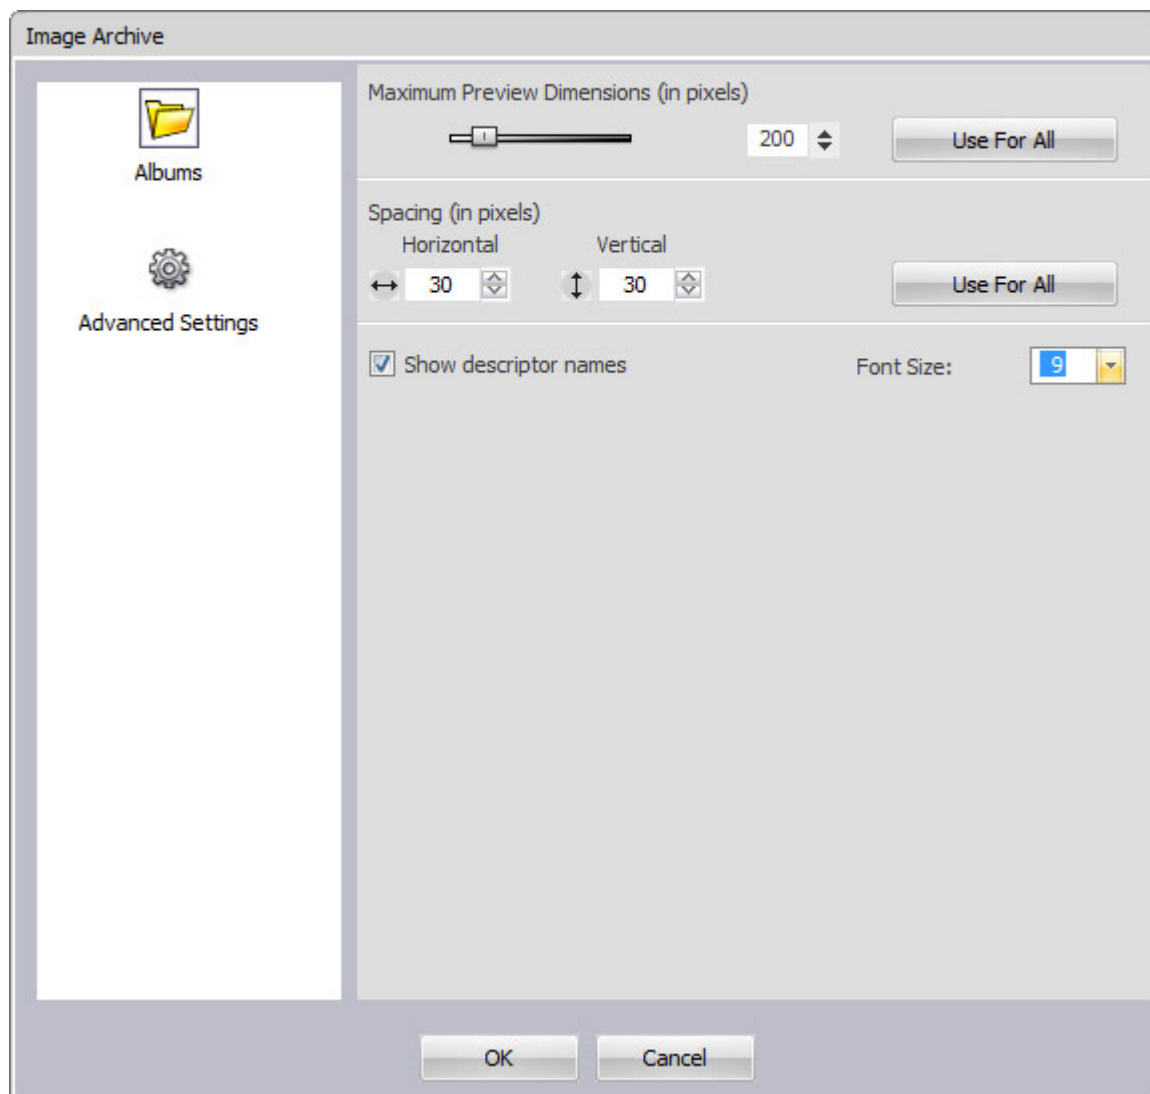 Image Archive
Albums
Advanced Settings
Maximum Preview Dimensions (in pixels)
200
Use For All
Spacing (in pixels)
Horizontal Vertical
30 30
Use For All
Show descriptor names Font Size: 9
OK Cancel